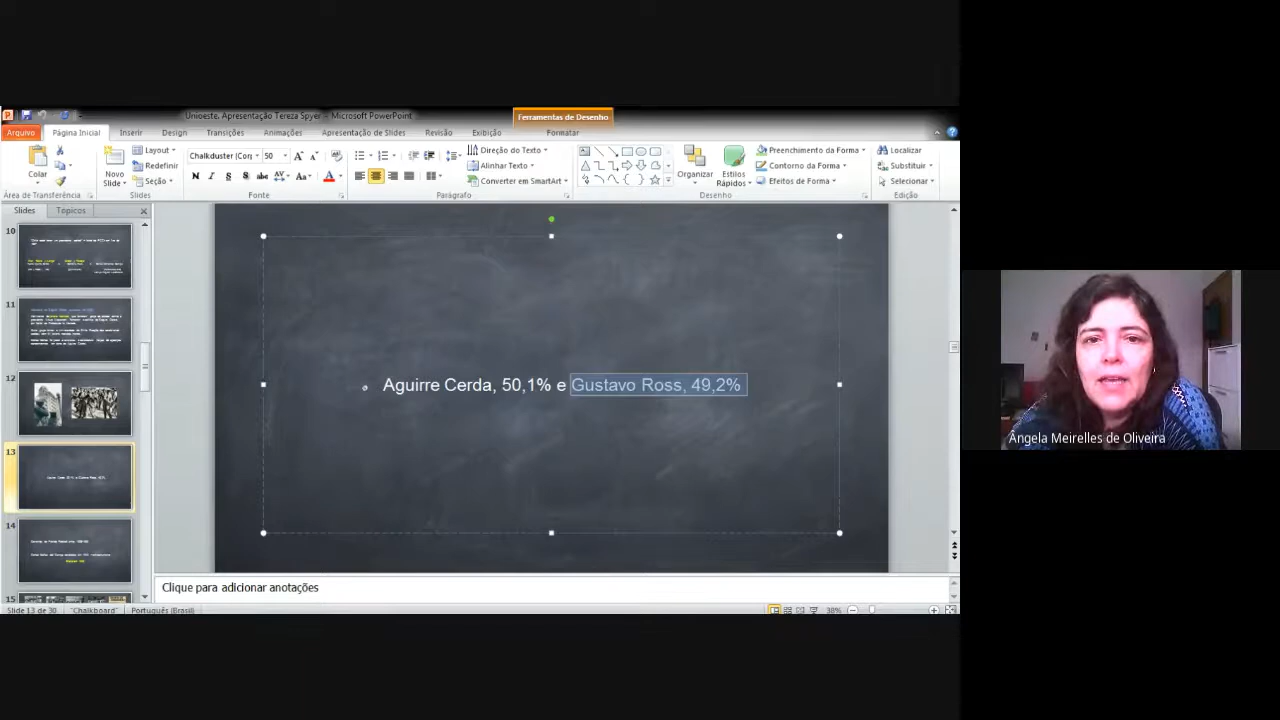 Unioeste. Apresentação Tereza Spyer - Microsoft PowerPoint
Ferramentas de Desenho
Arquivo
Página Inicial
Inserir
Design
Transições
Animações
Apresentação de Slides
Revisão
Exibição
Formatar
Colar
Área de Transferência
Novo
Slide
Layout
Redefinir
Seção
Slides
Chalkduster (Cor
50
N I S S abc AV Aa A
Fonte
Direção do Texto
Alinhar Texto
Converter em SmartArt
Parágrafo
Organizar
Estilos
Rápidos
Preenchimento da Forma
Contorno da Forma
Efeitos de Forma
Desenho
Localizar
Substituir
Selecionar
Edição
Slides
Tópicos
10
11
12
13
14
15
Aguirre Cerda, 50,1% e Gustavo Ross, 49,2%
Clique para adicionar anotações
Slide 13 de 30
"Chalkboard"
Português (Brasil)
38%
Ângela Meirelles de Oliveira